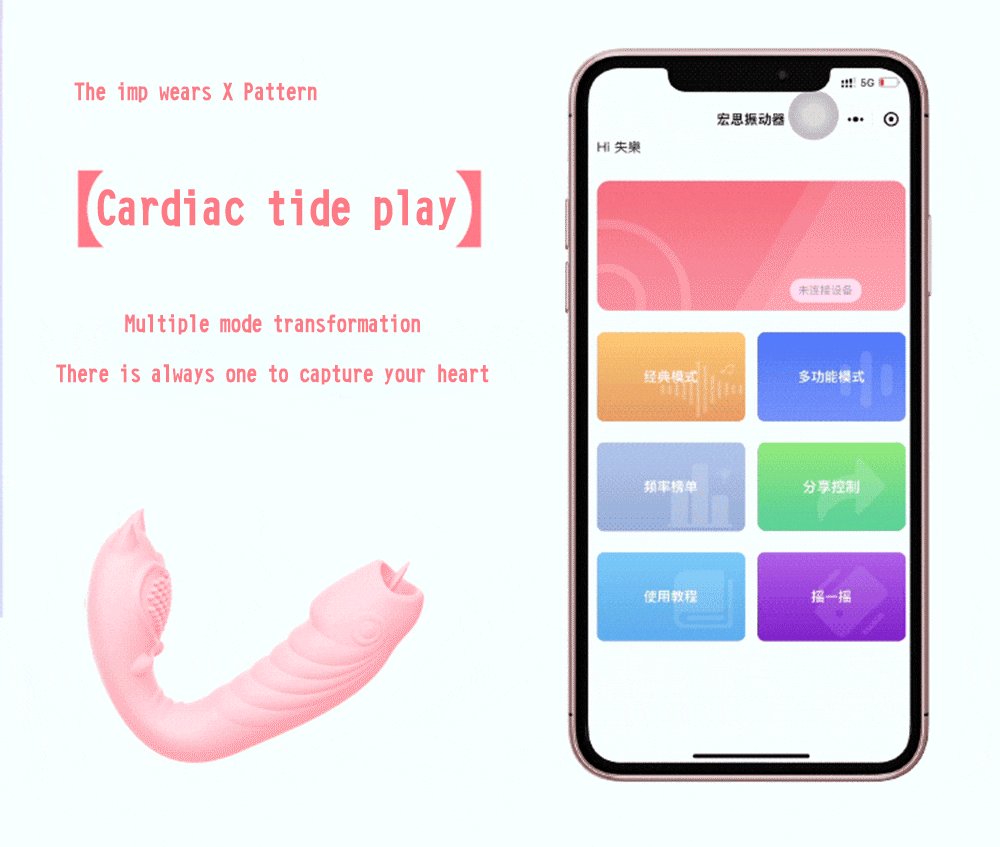 The imp wears X Pattern
【Cardiac tide play】
Multiple mode transformation
There is always one to capture your heart
5G
宏思振动器
Hi 失樂
未连接设备
经典模式
多功能模式
频率榜单
分享控制
使用教程
摇一摇